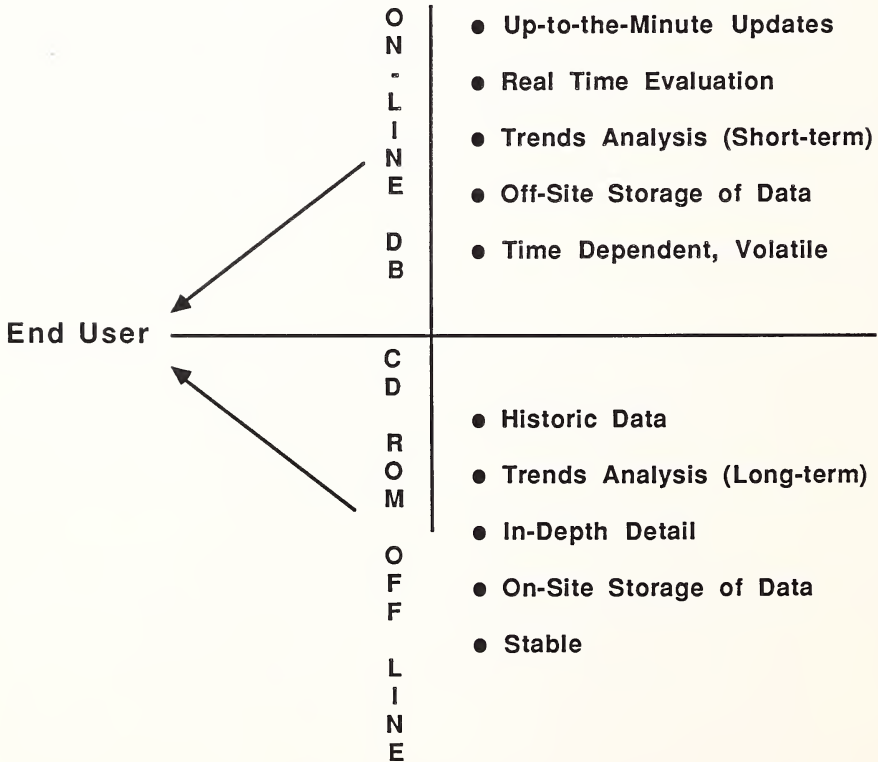 ON-LINE DB
● Up-to-the-Minute Updates
● Real Time Evaluation
● Trends Analysis (Short-term)
● Off-Site Storage of Data
● Time Dependent, Volatile
End User
CD ROM OFF LINE
● Historic Data
● Trends Analysis (Long-term)
● In-Depth Detail
● On-Site Storage of Data
● Stable